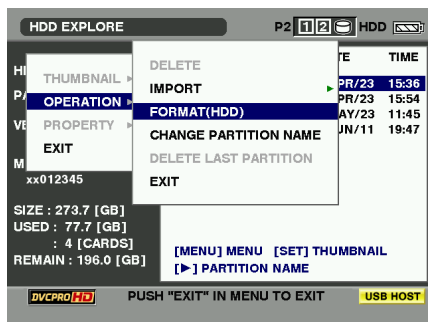 HDD EXPLORE P2 1 2 HDD
TE TIME
THUMBNAIL
OPERATION
PROPERTY
EXIT
DELETE
IMPORT
FORMAT(HDD)
CHANGE PARTITION NAME
DELETE LAST PARTITION
EXIT
PR/23 15:36
PR/23 15:54
AY/23 11:45
UN/11 19:47
xx012345
SIZE : 273.7 [GB]
USED : 77.7 [GB]
: 4 [CARDS]
REMAIN : 196.0 [GB]
[MENU] MENU [SET] THUMBNAIL
[►] PARTITION NAME
DVCPRO HD PUSH "EXIT" IN MENU TO EXIT USB HOST